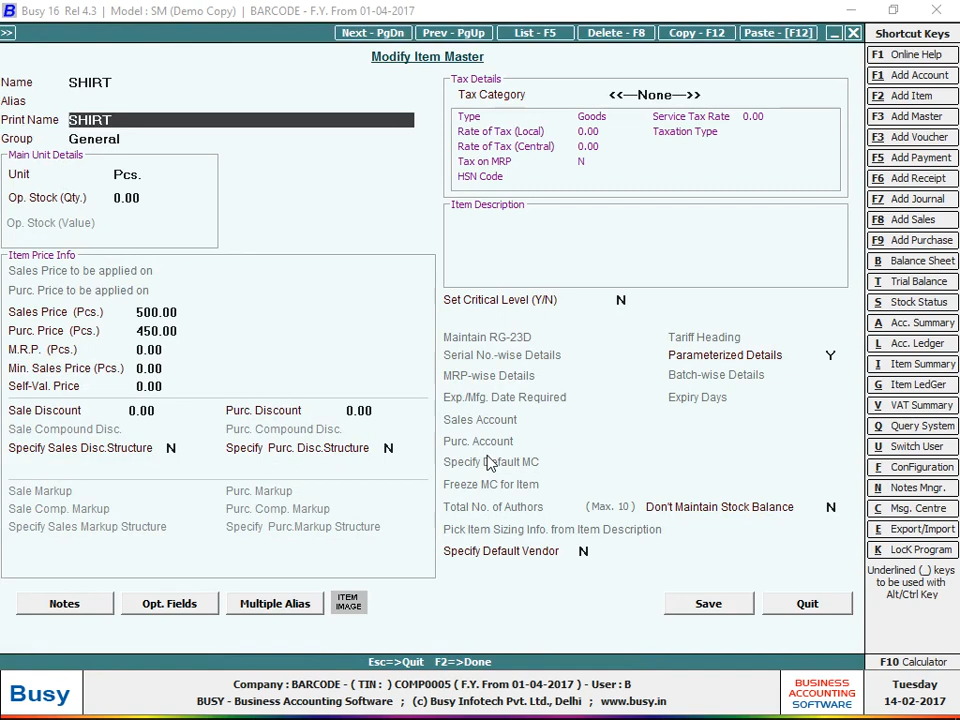 Busy 16 Rel 4.3 | Model : SM (Demo Copy) | BARCODE - F.Y. From 01-04-2017
>> Next - PgDn Prev - PgUp List - F5 Delete - F8 Copy - F12 Paste - [F12]
Modify Item Master
Name SHIRT
Alias
Print Name SHIRT
Group General
Main Unit Details
Unit Pcs.
Op. Stock (Qty.) 0.00
Op. Stock (Value)
Item Price Info
Sales Price to be applied on
Purc. Price to be applied on
Sales Price (Pcs.) 500.00
Purc. Price (Pcs.) 450.00
M.R.P. (Pcs.) 0.00
Min. Sales Price (Pcs.) 0.00
Self-Val. Price 0.00
Sale Discount 0.00 Purc. Discount 0.00
Sale Compound Disc. Purc. Compound Disc.
Specify Sales Disc.Structure N Specify Purc. Disc.Structure N
Sale Markup Purc. Markup
Sale Comp. Markup Purc. Comp. Markup
Specify Sales Markup Structure Specify Purc.Markup Structure
Tax Details
Tax Category <<—None—>>
Type Goods Service Tax Rate 0.00
Rate of Tax (Local) 0.00 Taxation Type
Rate of Tax (Central) 0.00
Tax on MRP N
HSN Code
Item Description
Set Critical Level (Y/N) N
Maintain RG-23D Tariff Heading
Serial No.-wise Details Parameterized Details Y
MRP-wise Details Batch-wise Details
Exp./Mfg. Date Required Expiry Days
Sales Account
Purc. Account
Specify Default MC
Freeze MC for Item
Total No. of Authors (Max. 10) Don't Maintain Stock Balance N
Pick Item Sizing Info. from Item Description
Specify Default Vendor N
Notes Opt. Fields Multiple Alias ITEM IMAGE Save Quit
Esc=>Quit F2=>Done
Shortcut Keys
F1 Online Help
F1 Add Account
F2 Add Item
F3 Add Master
F3 Add Voucher
F5 Add Payment
F6 Add Receipt
F7 Add Journal
F8 Add Sales
F9 Add Purchase
B Balance Sheet
T Trial Balance
S Stock Status
A Acc. Summary
L Acc. Ledger
I Item Summary
G Item LedGer
V VAT Summary
Q Query System
U Switch User
F Configuration
N Notes Mngr.
C Msg. Centre
E Export/Import
K LocK Program
Underlined (_) keys
to be used with
Alt/Ctrl Key
F10 Calculator
Busy
Company : BARCODE - ( TIN : ) COMP0005 ( F.Y. From 01-04-2017 ) - User : B
BUSY - Business Accounting Software ; (c) Busy Infotech Pvt. Ltd., Delhi ; www.busy.in
BUSINESS
ACCOUNTING
SOFTWARE
Tuesday
14-02-2017